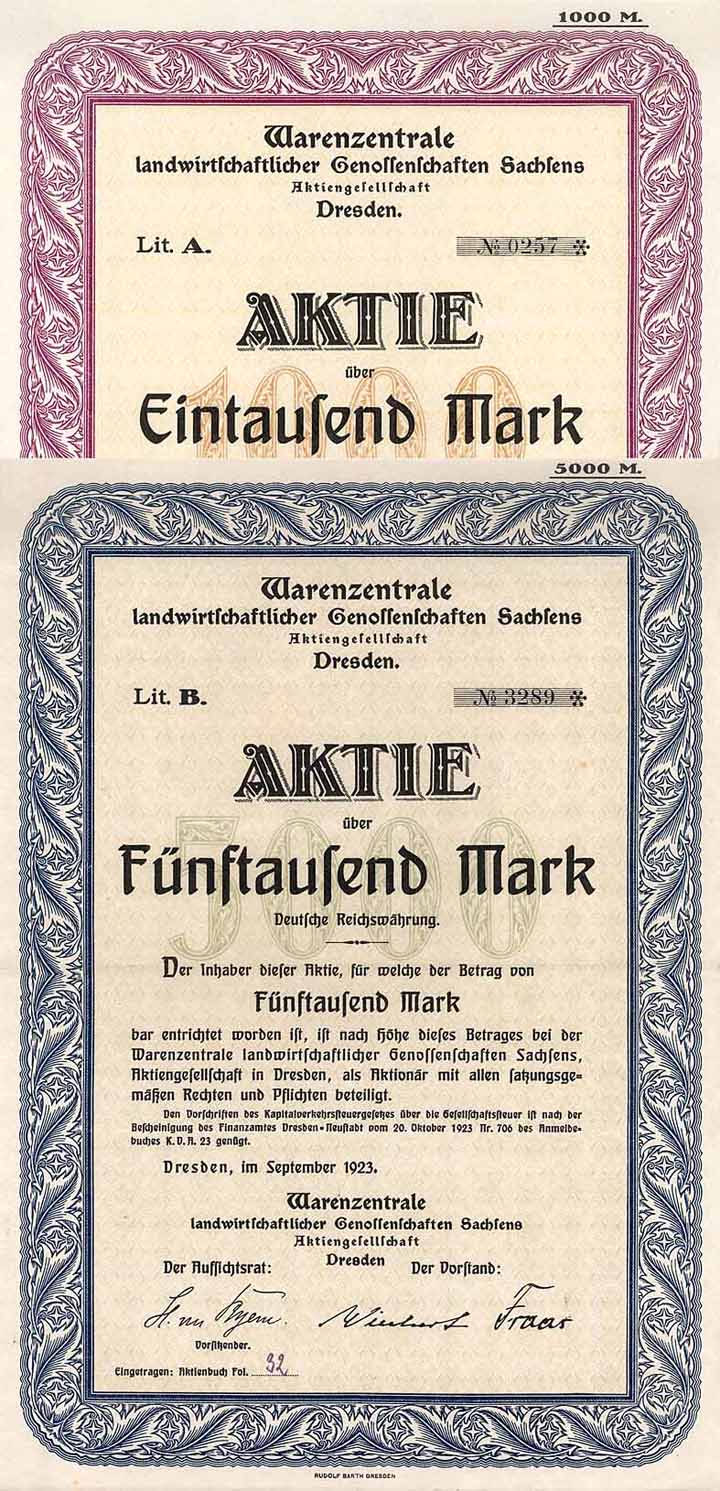 1000 M.
Warenzentrale
landwirtſchaftlicher Genoſſenſchaften Sachſens
Aktiengeſellſchaft
Dresden.
Lit. A.
№ 0257 ※
AKTIE
über
1000
Eintauſend Mark
5000 M.
Warenzentrale
landwirtſchaftlicher Genoſſenſchaften Sachſens
Aktiengeſellſchaft
Dresden.
Lit. B.
№ 3289 ※
AKTIE
über
5000
Fünftauſend Mark
Deutſche Reichswährung.
Der Inhaber dieſer Aktie, für welche der Betrag von
Fünftauſend Mark
bar entrichtet worden iſt, iſt nach Höhe dieſes Betrages bei der
Warenzentrale landwirtſchaftlicher Genoſſenſchaften Sachſens,
Aktiengeſellſchaft in Dresden, als Aktionär mit allen ſatzungsge-
mäßen Rechten und Pflichten beteiligt.
Den Vorſchriften des Kapitalverkehrsſteuergeſetzes über die Geſellſchaftsſteuer iſt nach der
Beſcheinigung des Finanzamtes Dresden-Neuſtadt vom 20. Oktober 1923 Nr. 706 des Anmelde-
buches K. V. A. 23 genügt.
Dresden, im September 1923.
Warenzentrale
landwirtſchaftlicher Genoſſenſchaften Sachſens
Aktiengeſellſchaft
Dresden
Der Aufſichtsrat: Der Vorſtand:
Fraas
Vorſitzender.
Eingetragen: Aktienbuch Fol. 32
RUDOLF BARTH DRESDEN